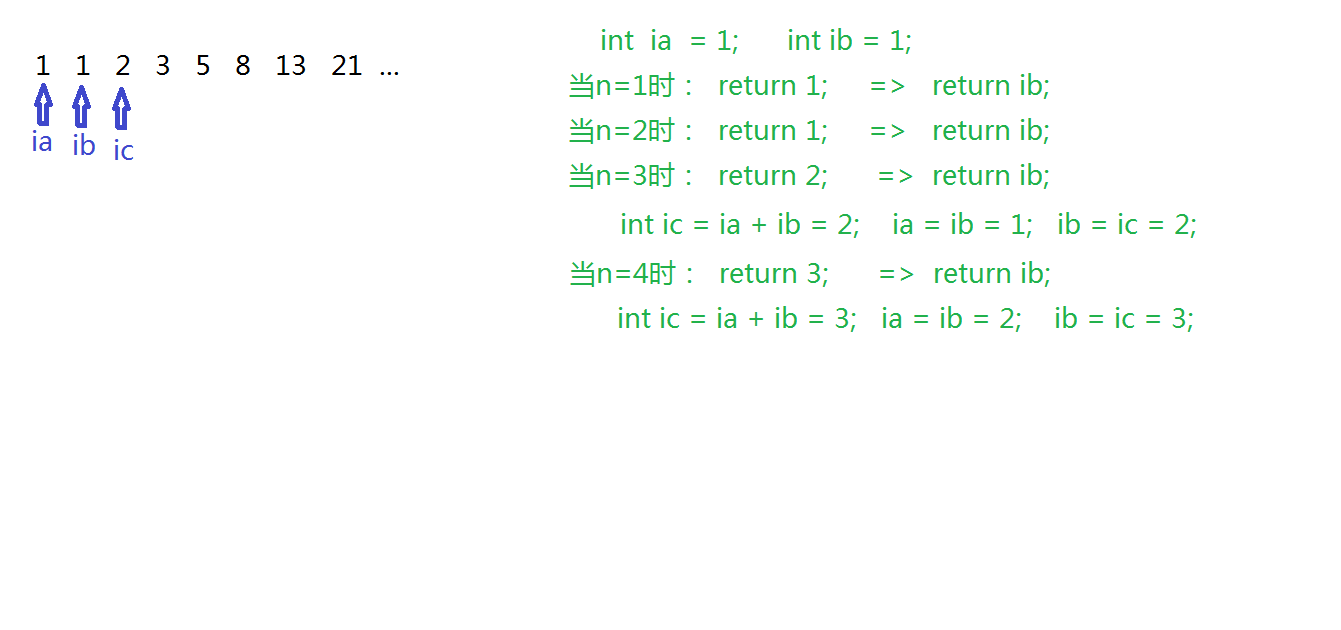 1 1 2 3 5 8 13 21 ...
ia ib ic
int ia = 1; int ib = 1;
当n=1时： return 1; => return ib;
当n=2时： return 1; => return ib;
当n=3时： return 2; => return ib;
int ic = ia + ib = 2; ia = ib = 1; ib = ic = 2;
当n=4时： return 3; => return ib;
int ic = ia + ib = 3; ia = ib = 2; ib = ic = 3;